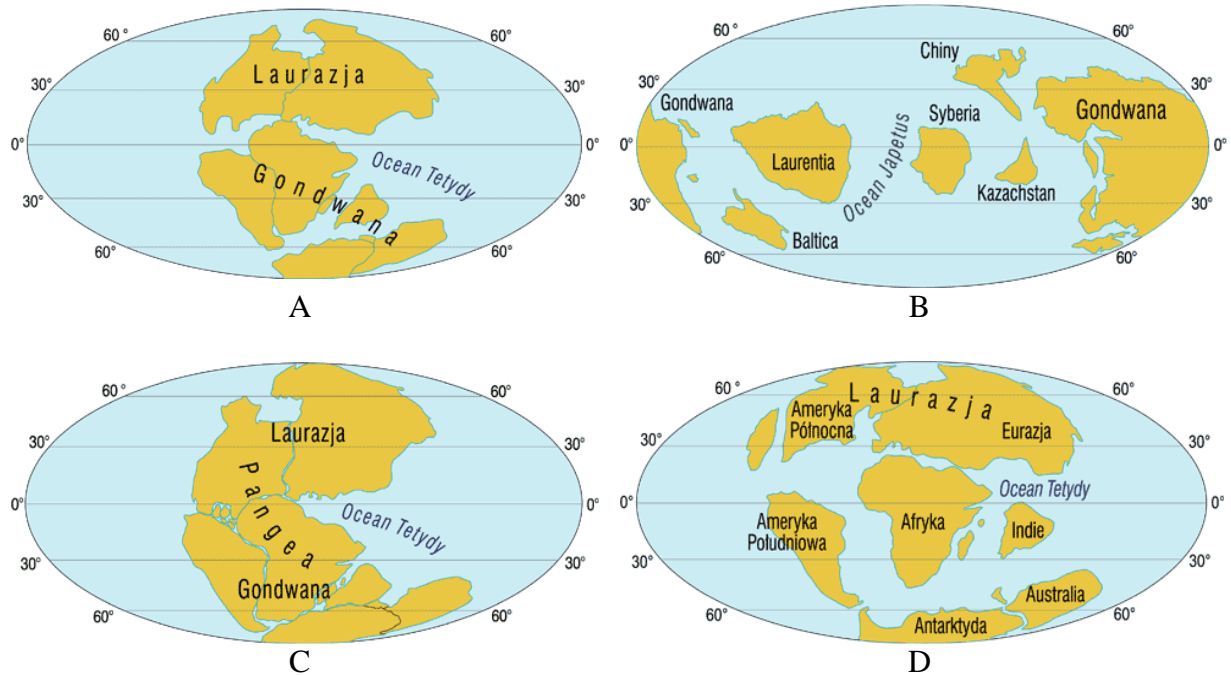 60° 60°
Laurazja
30° 30°
0° 0°
Ocean Tetydy
Gondwana
30° 30°
60° 60°
A
60° 60°
Chiny
30° 30°
Gondwana
Syberia
Gondwana
0° 0°
Laurentia
Ocean Japetus
Kazachstan
30° 30°
Baltica
60° 60°
B
60° 60°
30° 30°
Laurazja
Pangea
0° 0°
Ocean Tetydy
30° 30°
Gondwana
60° 60°
C
60° 60°
Laurazja
Ameryka
Północna
Eurazja
30° 30°
Ocean Tetydy
0° 0°
Ameryka
Południowa
Afryka
Indie
30° 30°
Australia
60° 60°
Antarktyda
D